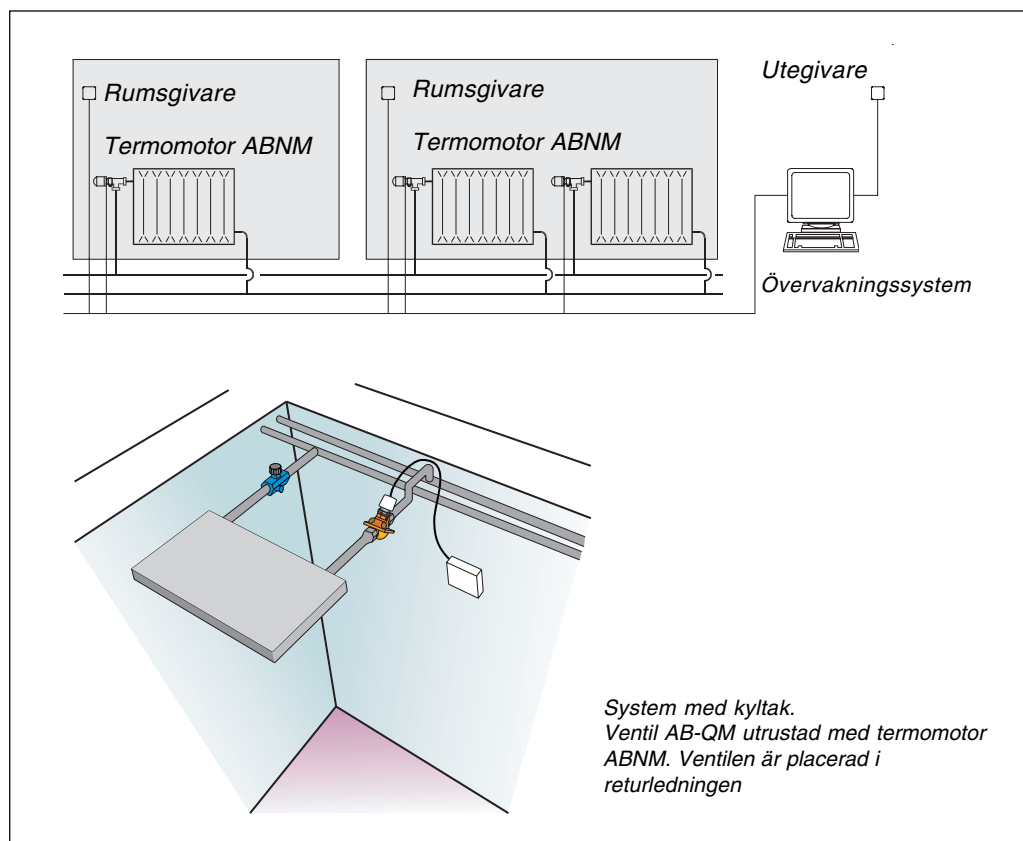 Rumsgivare
Termomotor ABNM
Rumsgivare
Termomotor ABNM
Utegivare
Övervakningssystem
System med kyltak.
Ventil AB-QM utrustad med termomotor
ABNM. Ventilen är placerad i
returledningen